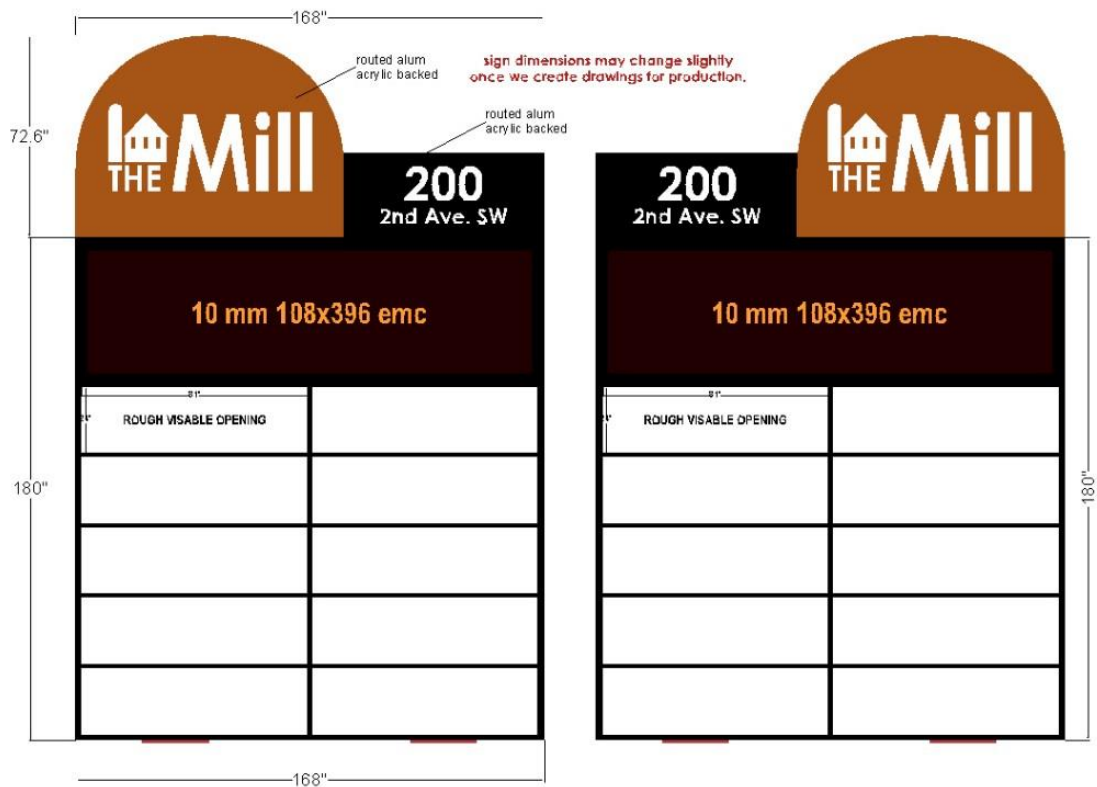 168"
routed alum
acrylic backed
sign dimensions may change slightly
once we create drawings for production.
routed alum
acrylic backed
72.6"
THE Mill
200
2nd Ave. SW
200
2nd Ave. SW
THE Mill
10 mm 108x396 emc
10 mm 108x396 emc
81"
ROUGH VISABLE OPENING
81"
ROUGH VISABLE OPENING
180"
180"
168"